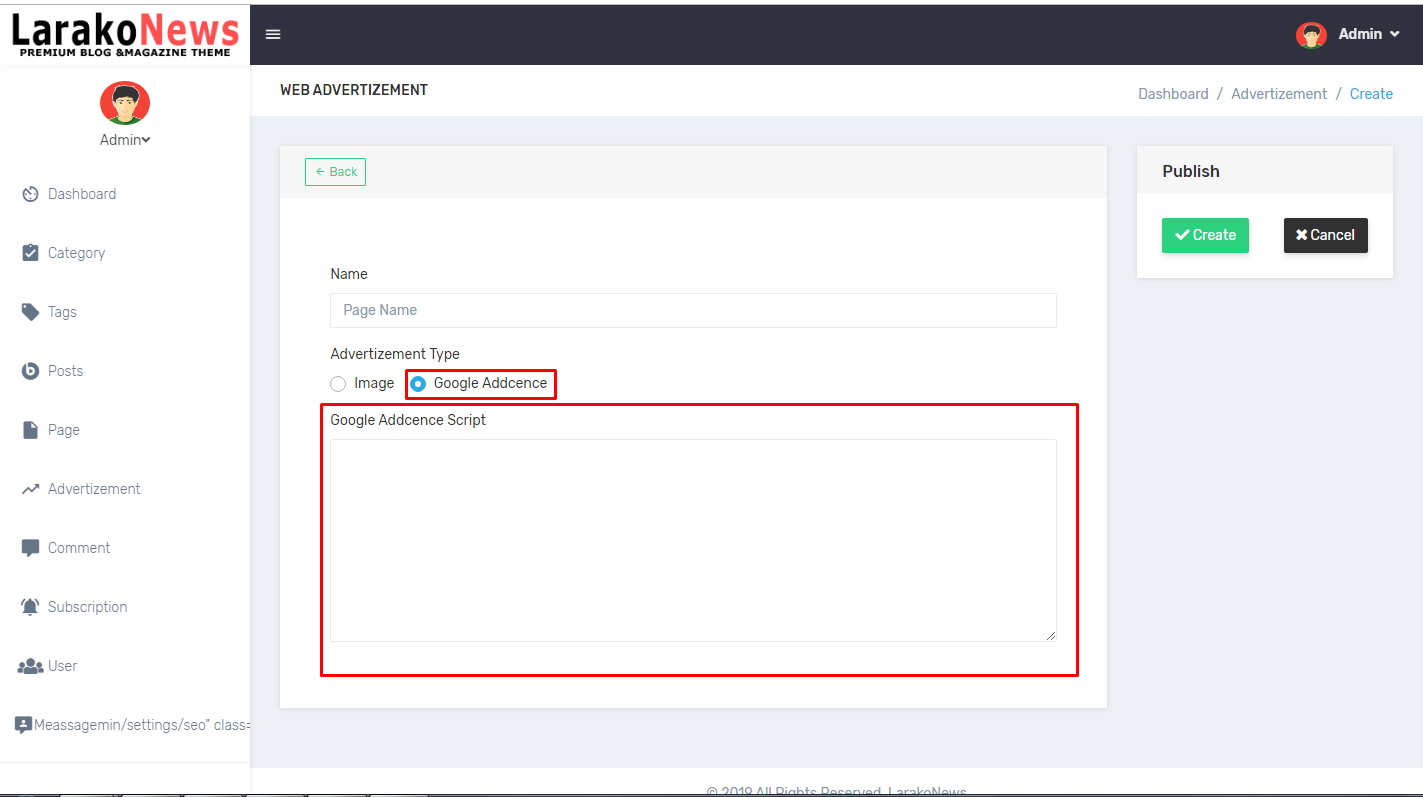 LarakoNews
PREMIUM BLOG &MAGAZINE THEME
Admin
Admin
WEB ADVERTIZEMENT
Dashboard / Advertizement / Create
Dashboard
Category
Tags
Posts
Page
Advertizement
Comment
Subscription
User
Meassagemin/settings/seo" class=
← Back
Name
Page Name
Advertizement Type
Image
Google Addcence
Google Addcence Script
Publish
Create
Cancel
© 2019 All Rights Reserved. LarakoNews